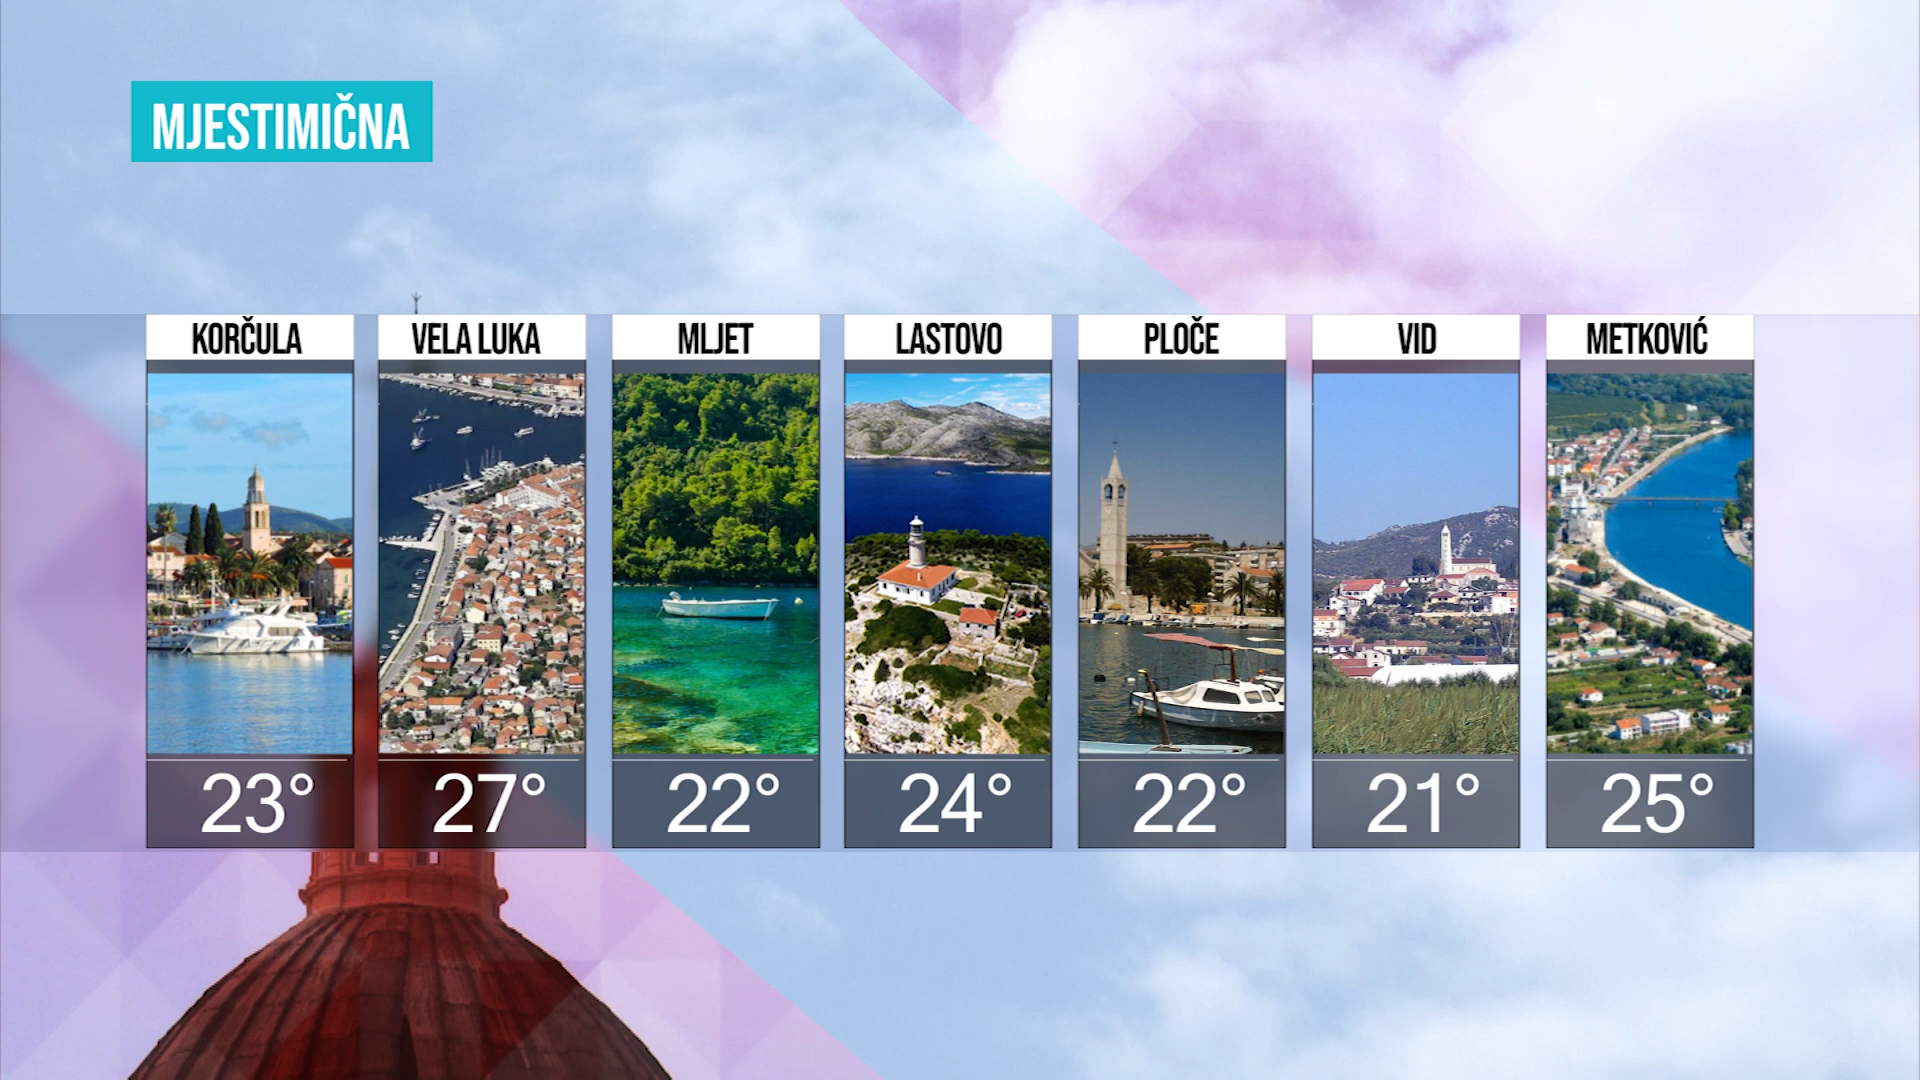 MJESTIMIČNA
KORČULA
VELA LUKA
MLJET
LASTOVO
PLOČE
VID
METKOVIĆ
23°
27°
22°
24°
22°
21°
25°